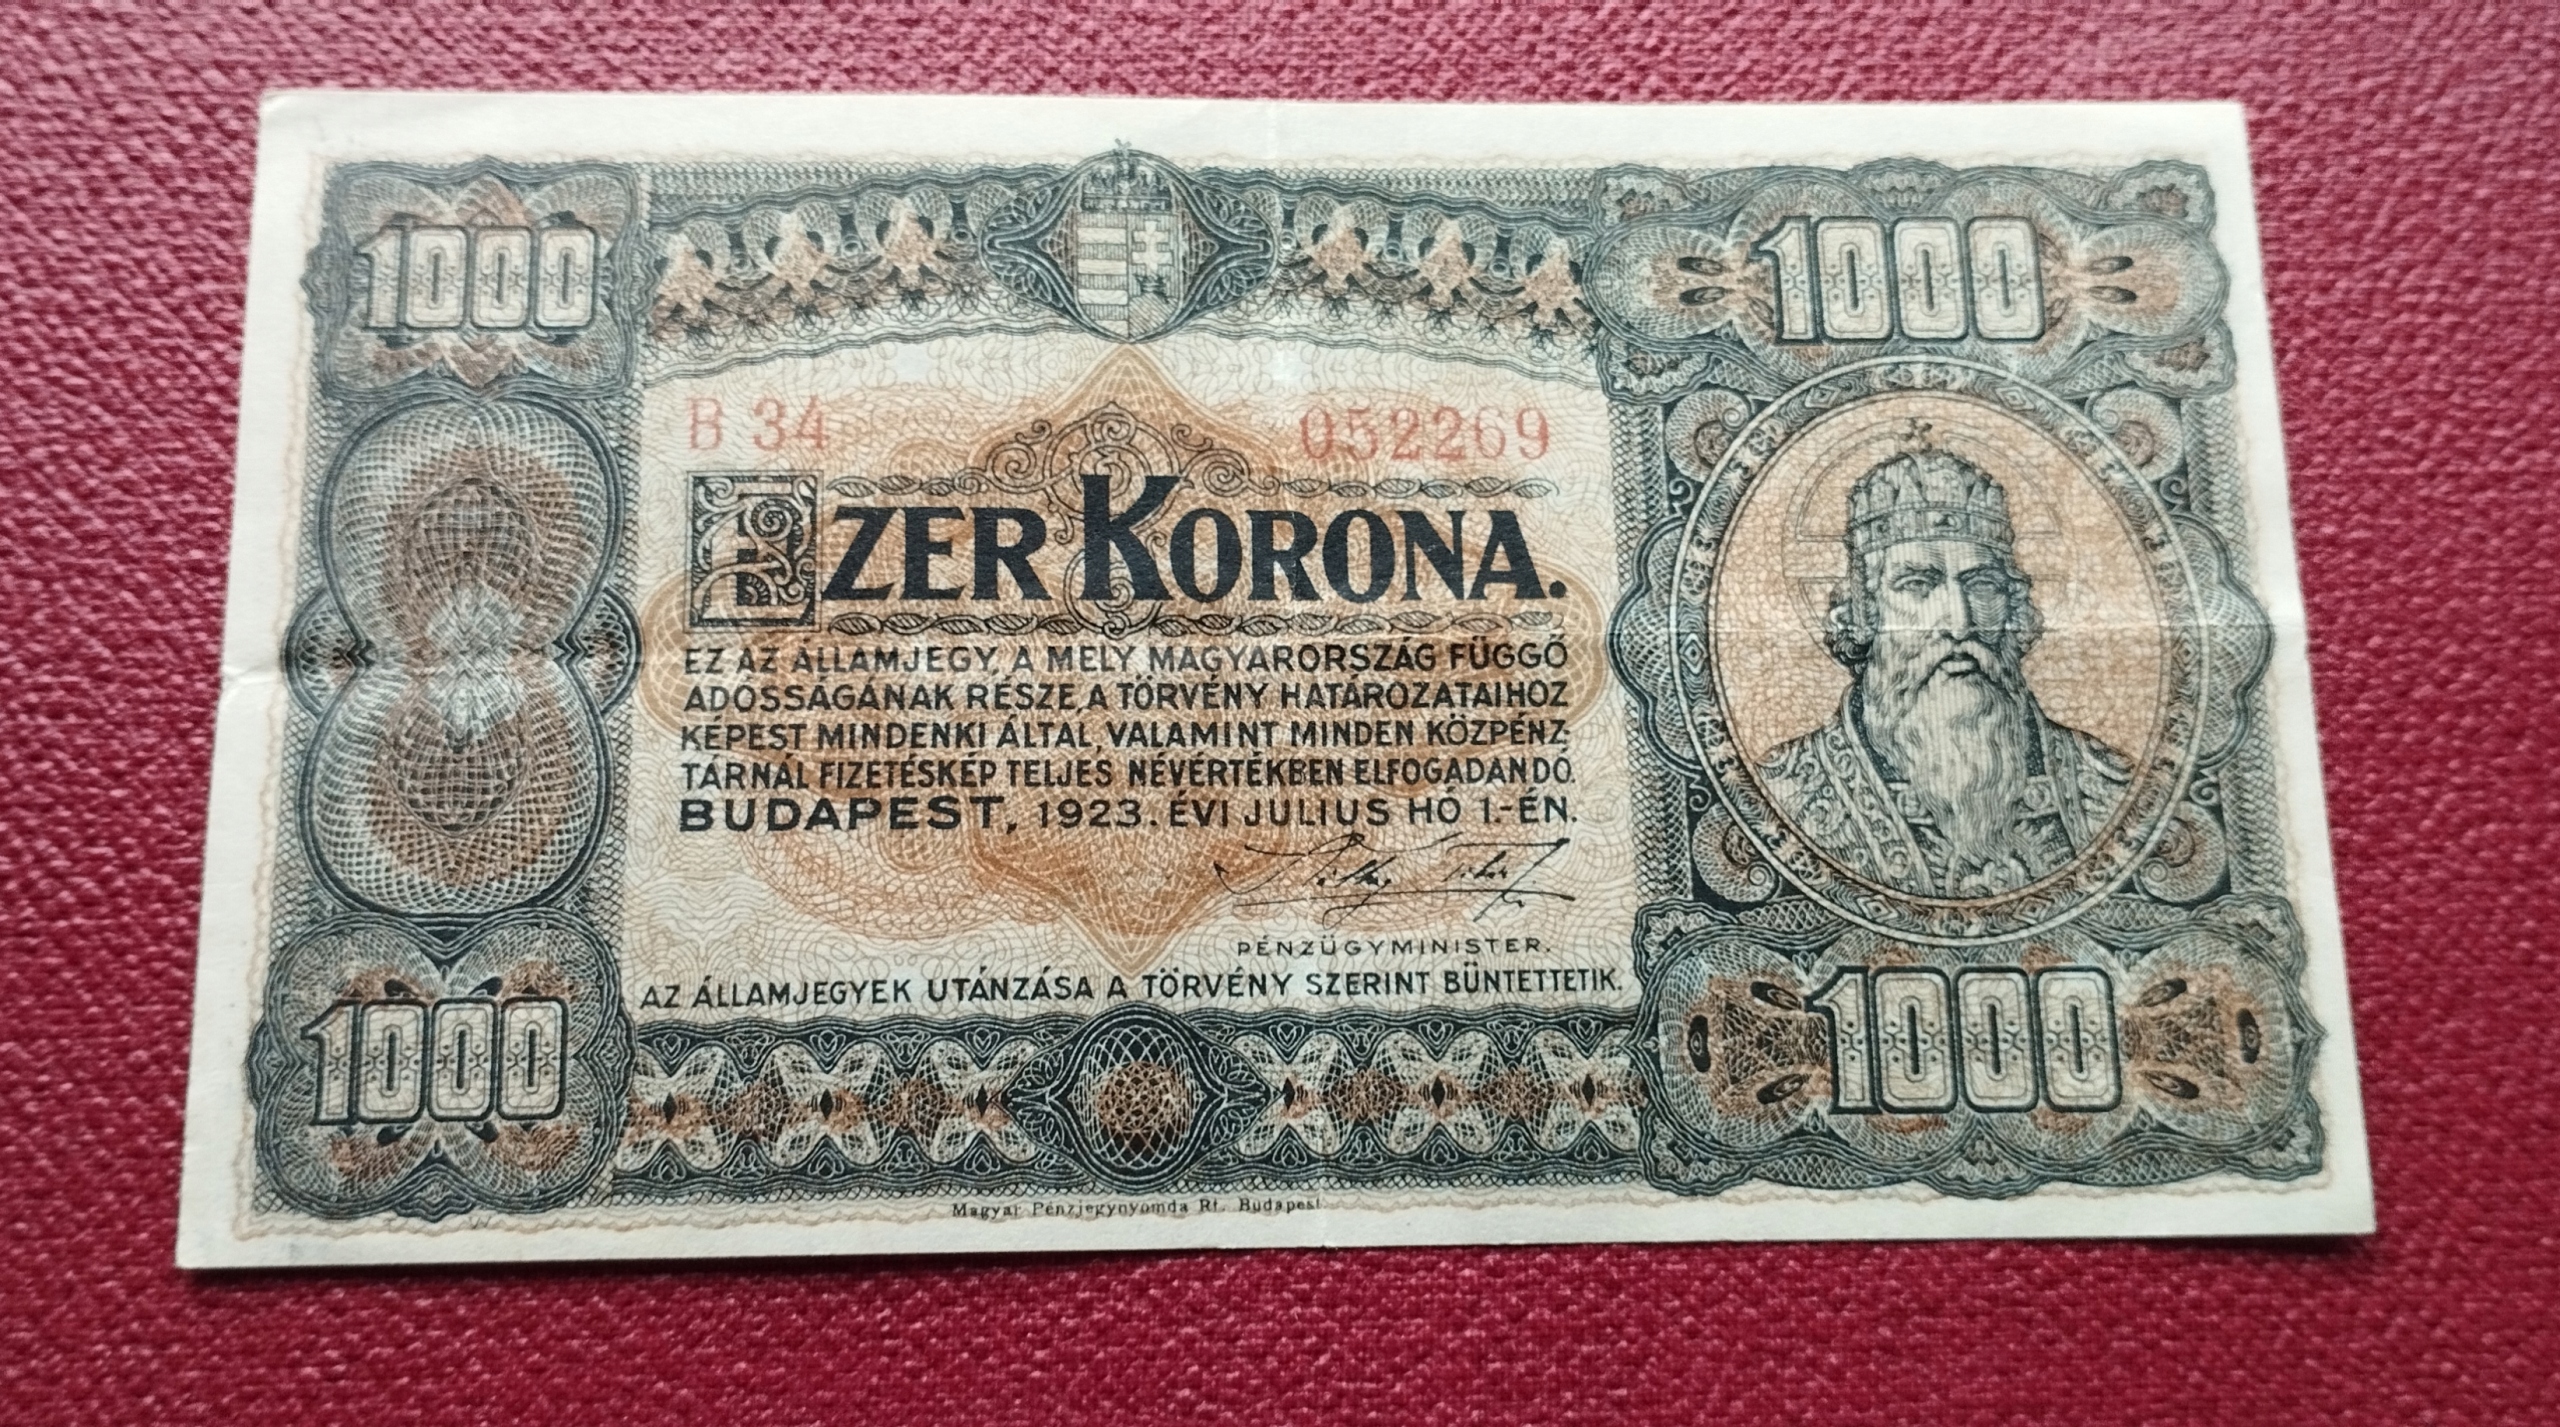 1000
1000
B 34 052269
EZER KORONA.
EZ AZ ÁLLAMJEGY, A MELY MAGYARORSZÁG FÜGGŐ
ADÓSSÁGÁNAK RÉSZE, A TÖRVÉNY HATÁROZATAIHOZ
KÉPEST MINDENKI ÁLTAL, VALAMINT MINDEN KÖZPÉNZ-
TÁRNÁL FIZETÉSKÉP TELJES NÉVÉRTÉKBEN ELFOGADANDÓ.
BUDAPEST, 1923. ÉVI JULIUS HÓ 1.-ÉN.
PÉNZÜGYMINISTER.
AZ ÁLLAMJEGYEK UTÁNZÁSA A TÖRVÉNY SZERINT BÜNTETTETIK.
1000
1000
Magyar Pénzjegynyomda Rt. Budapest.